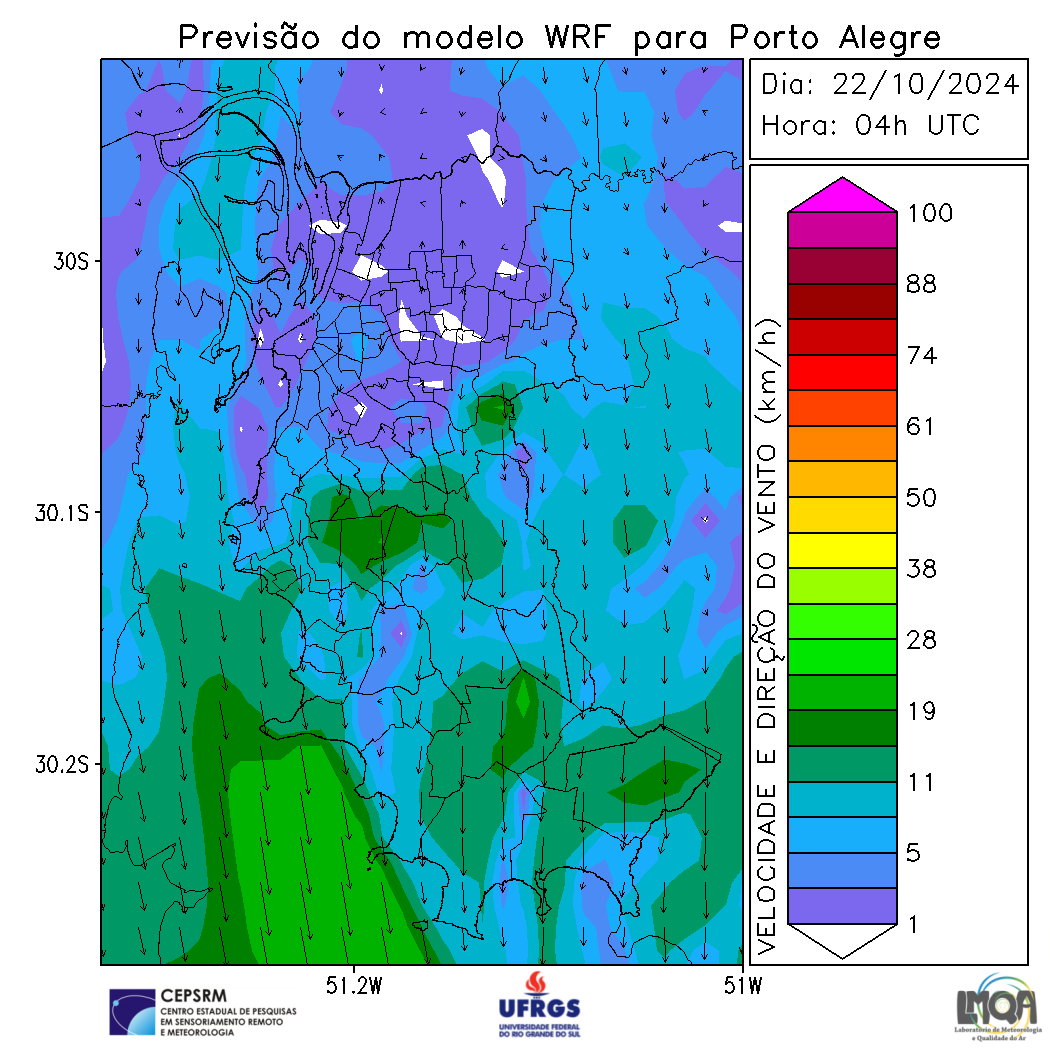 Previsão do modelo WRF para Porto Alegre
Dia: 22/10/2024
Hora: 04h UTC
30S
30.1S
30.2S
51.2W
51W
VELOCIDADE E DIREÇÃO DO VENTO (km/h)
100
88
74
61
50
38
28
19
11
5
1
CEPSRM
CENTRO ESTADUAL DE PESQUISAS
EM SENSORIAMENTO REMOTO
E METEOROLOGIA
UFRGS
UNIVERSIDADE FEDERAL
DO RIO GRANDE DO SUL
LMQA
Laboratório de Meteorologia
e Qualidade do Ar